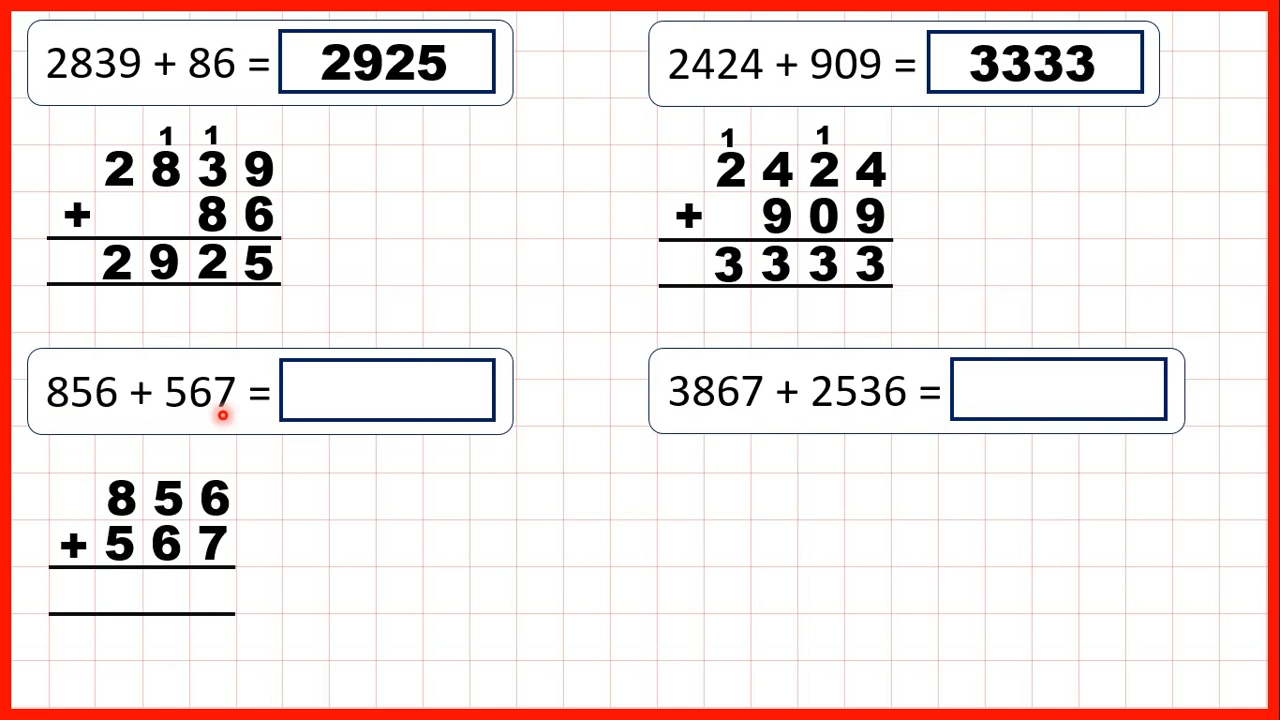 2839 + 86 = 2925
1 1
2 8 3 9
+ 8 6
2 9 2 5
2424 + 909 = 3333
1 1
2 4 2 4
+ 9 0 9
3 3 3 3
856 + 567 =
8 5 6
+ 5 6 7
3867 + 2536 =